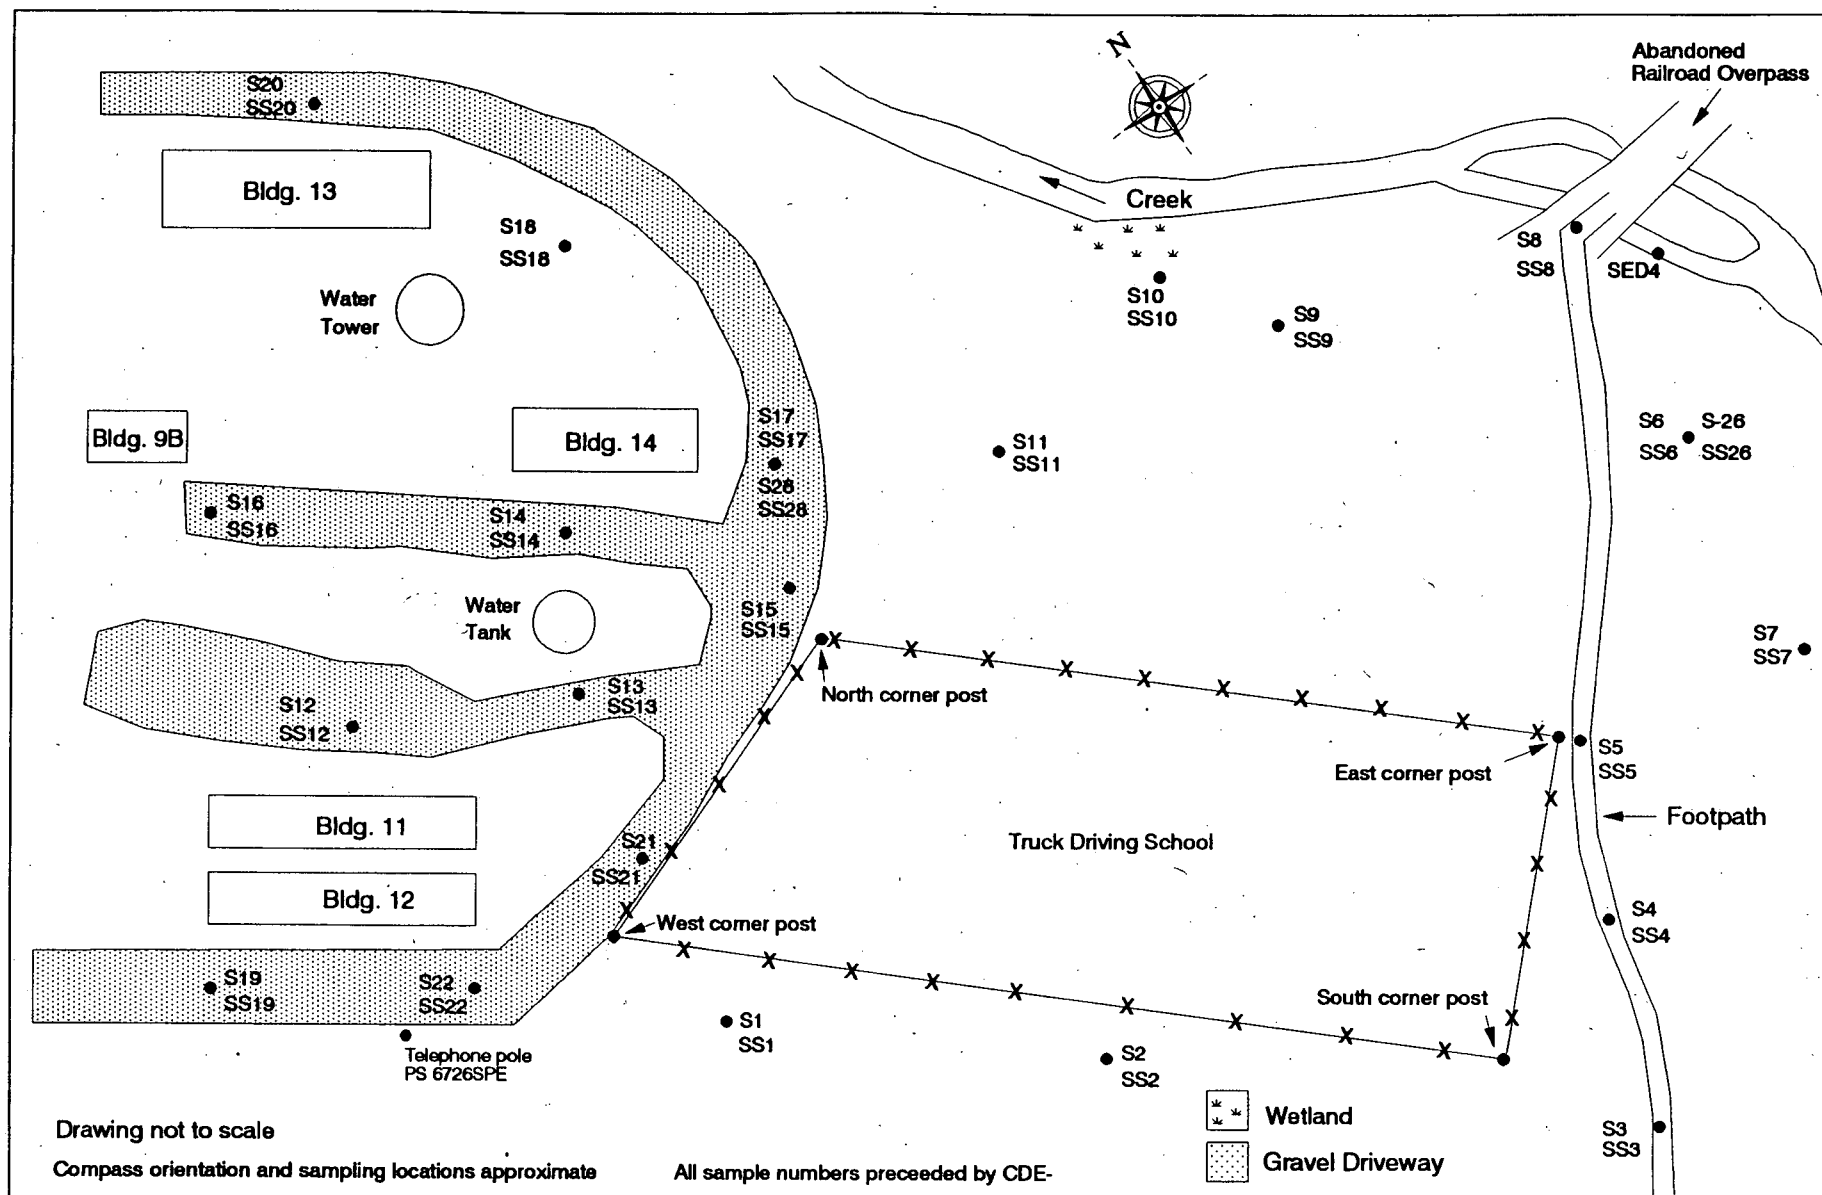 N
Abandoned
Railroad Overpass
S20
SS20
Bldg. 13
Creek
S18
SS18
S8
SS8
SED4
Water
Tower
S10
SS10
S9
SS9
Bldg. 9B
Bldg. 14
S17
SS17
S28
SS28
S11
SS11
S6 S-26
SS6 SS26
S16
SS16
S14
SS14
Water
Tank
S15
SS15
S7
SS7
North corner post
S13
SS13
S12
SS12
S5
SS5
East corner post
Bldg. 11
Footpath
Truck Driving School
S21
SS21
Bldg. 12
West corner post
S4
SS4
S19
SS19
S22
SS22
South corner post
S1
SS1
Telephone pole
PS 6726SPE
S2
SS2
S3
SS3
Wetland
Gravel Driveway
Drawing not to scale
Compass orientation and sampling locations approximate
All sample numbers preceeded by CDE-